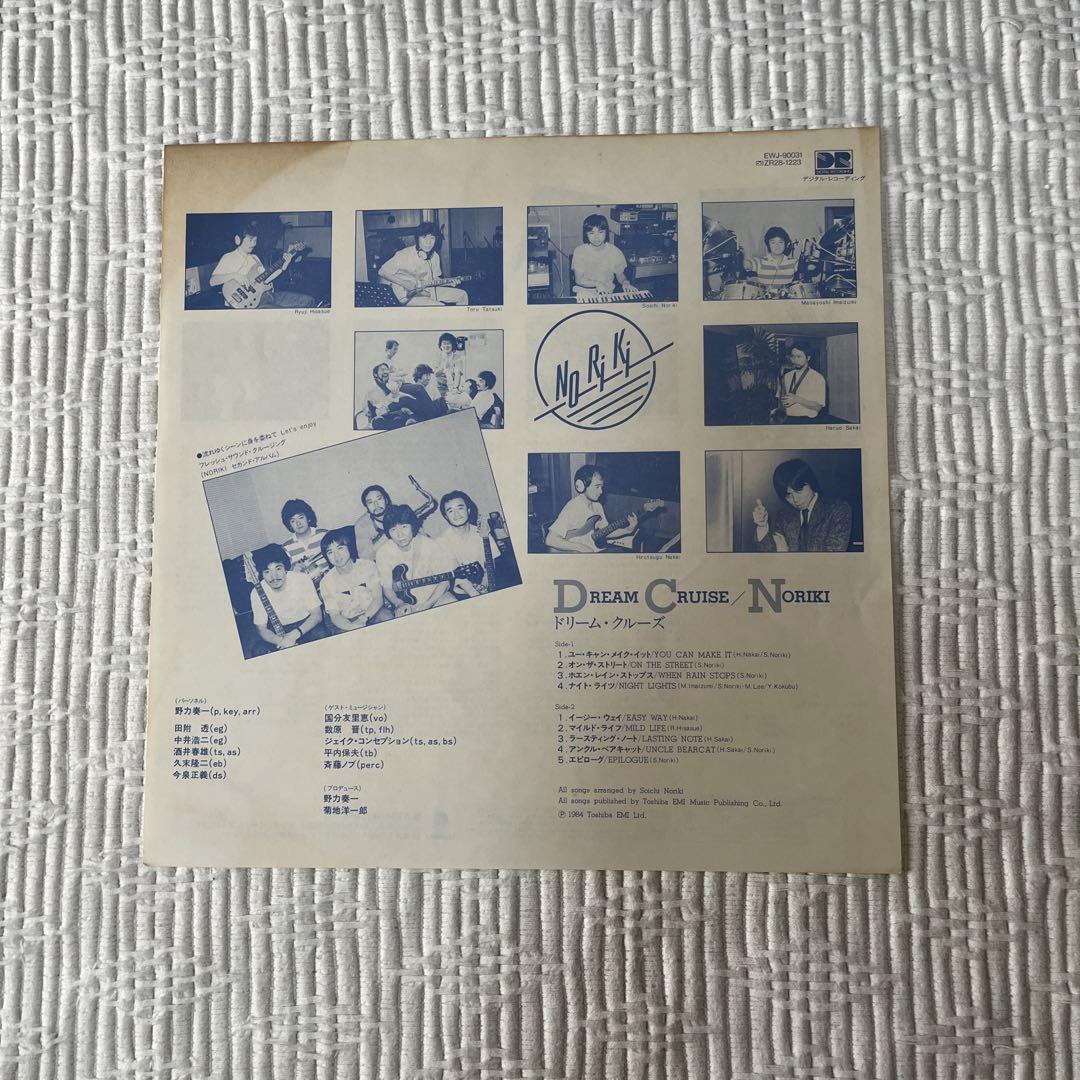 EWJ-90031
ZR28-1223
DR
DIGITAL RECORDING
デジタル・レコーディング
Ryuji Hisasue
Toru Tatsuki
Soichi Noriki
Masayoshi Imaizumi
NORiKi
Haruo Sakai
●流れゆくシーンに身を委ねて Let's enjoy
フレッシュ・サウンド・クルージング
(NORIKI セカンド・アルバム)
Hirotsugu Nakai
DREAM CRUISE/NORIKI
ドリーム・クルーズ
Side-1
1.ユー・キャン・メイク・イット/YOU CAN MAKE IT(H.Nakai/S.Noriki)
2.オン・ザ・ストリート/ON THE STREET(S.Noriki)
3.ホエン・レイン・ストップス/WHEN RAIN STOPS(S.Noriki)
4.ナイト・ライツ/NIGHT LIGHTS(M.Imaizumi/S.Noriki・M.Lee/Y.Kokubu)
Side-2
1.イージー・ウェイ/EASY WAY(H.Nakai)
2.マイルド・ライフ/MILD LIFE(R.Hisasue)
3.ラースティング・ノート/LASTING NOTE(H.Sakai)
4.アンクル・ベアキャット/UNCLE BEARCAT(H.Sakai/S.Noriki)
5.エピローグ/EPILOGUE(S.Noriki)
All songs arranged by Soichi Noriki
All songs published by Toshiba EMI Music Publishing Co., Ltd.
Ⓟ1984 Toshiba EMI Ltd.
(パーソネル)
野力奏一(p, key, arr)
田附 透(eg)
中井浩二(eg)
酒井春雄(ts, as)
久末隆二(eb)
今泉正義(ds)
(ゲスト・ミュージシャン)
国分友里恵(vo)
数原 晋(tp, flh)
ジェイク・コンセプション(ts, as, bs)
平内保夫(tb)
斉藤ノブ(perc)
(プロデュース)
野力奏一
菊地洋一郎